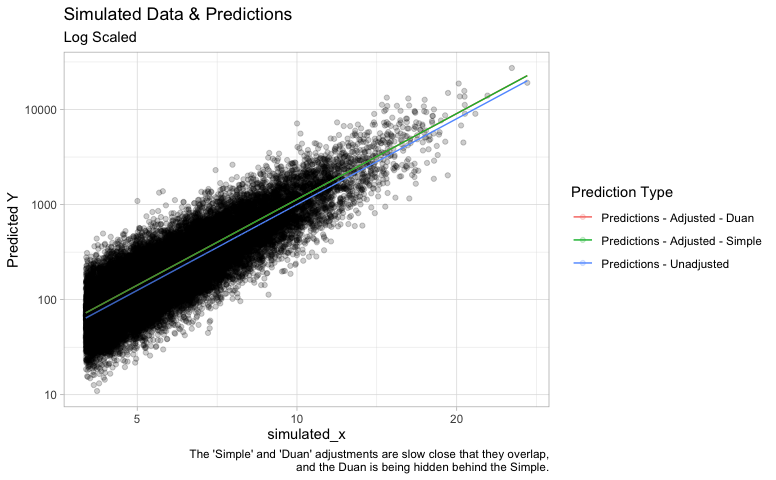 Simulated Data & Predictions
Log Scaled
10000
1000
100
10
Predicted Y
5
10
20
simulated_x
Prediction Type
Predictions - Adjusted - Duan
Predictions - Adjusted - Simple
Predictions - Unadjusted
The 'Simple' and 'Duan' adjustments are slow close that they overlap,
and the Duan is being hidden behind the Simple.